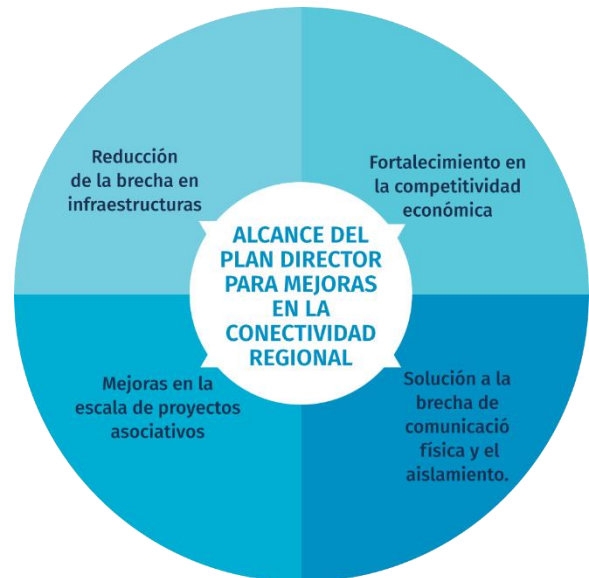 Reducción
de la brecha en
infraestructuras
Fortalecimiento en
la competitividad
económica
ALCANCE DEL
PLAN DIRECTOR
PARA MEJORAS
EN LA
CONECTIVIDAD
REGIONAL
Mejoras en la
escala de proyectos
asociativos
Solución a la
brecha de
comunicació
física y el
aislamiento.